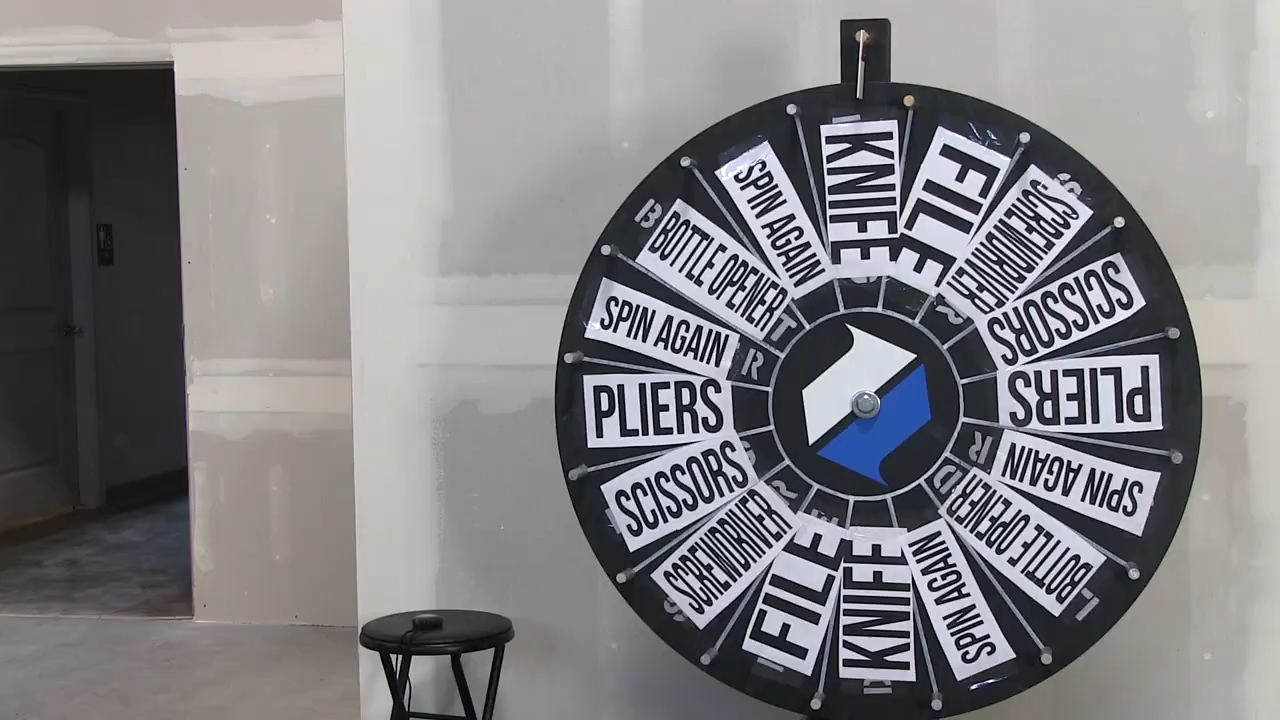 KNIFE
FILE
SCREWDRIVER
SCISSORS
PLIERS
SPIN AGAIN
BOTTLE OPENER
SPIN AGAIN
KNIFE
FILE
SCREWDRIVER
SCISSORS
PLIERS
SPIN AGAIN
BOTTLE OPENER
SPIN AGAIN